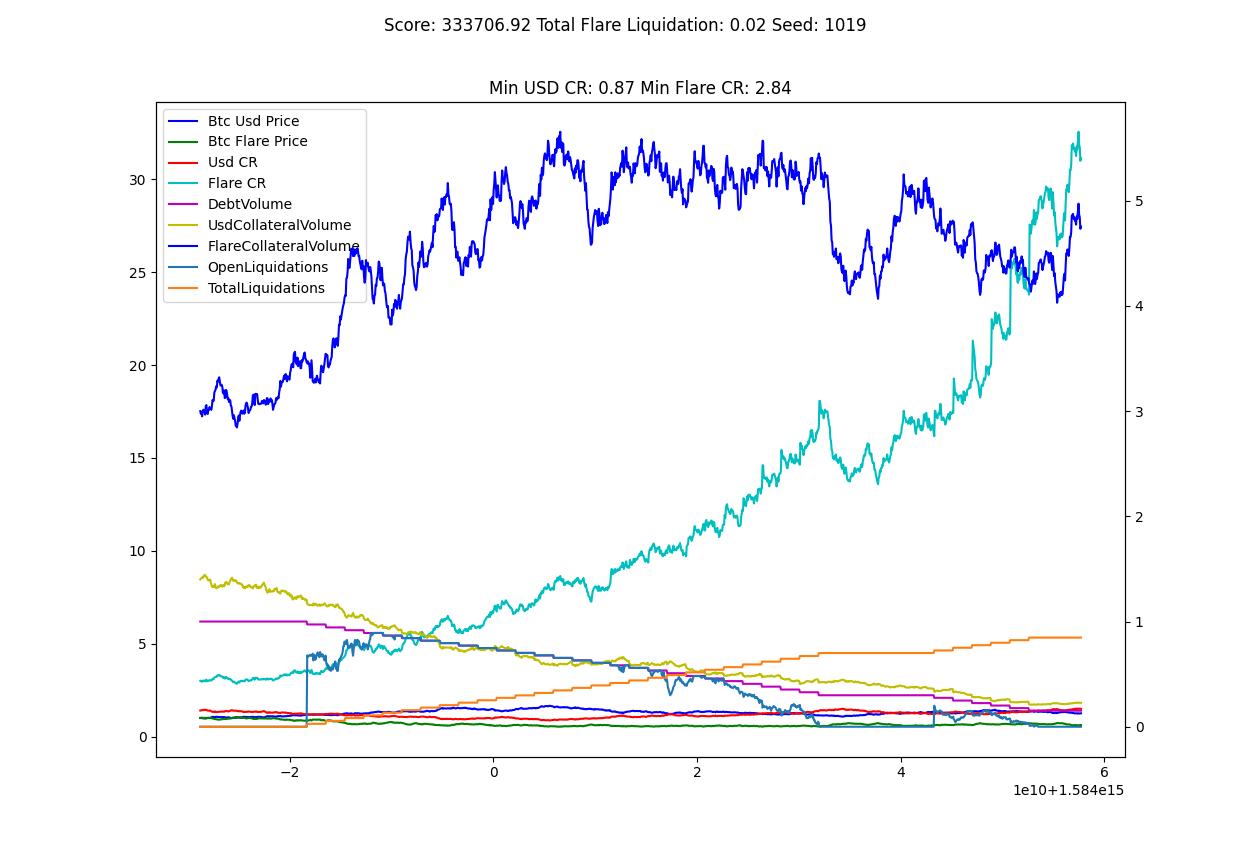 Score: 333706.92 Total Flare Liquidation: 0.02 Seed: 1019
Min USD CR: 0.87 Min Flare CR: 2.84
Btc Usd Price
Btc Flare Price
Usd CR
Flare CR
DebtVolume
UsdCollateralVolume
FlareCollateralVolume
OpenLiquidations
TotalLiquidations
30
25
20
15
10
5
0
5
4
3
2
1
0
−2
0
2
4
6
1e10+1.584e15